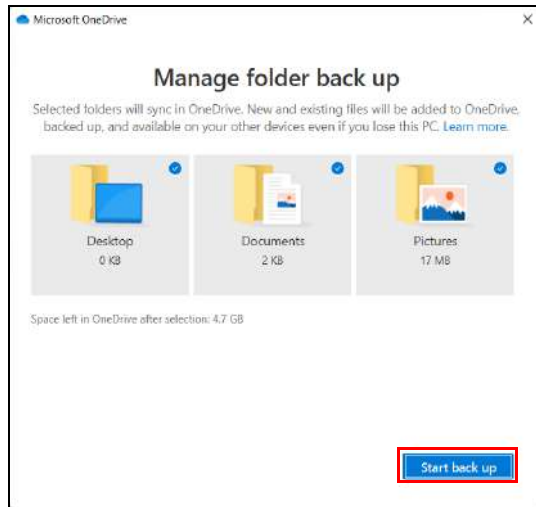 Microsoft OneDrive
Manage folder back up
Selected folders will sync in OneDrive. New and existing files will be added to OneDrive,
backed up, and available on your other devices even if you lose this PC. Learn more.
Desktop
0 KB
Documents
2 KB
Pictures
17 MB
Space left in OneDrive after selection: 4.7 GB
Start back up